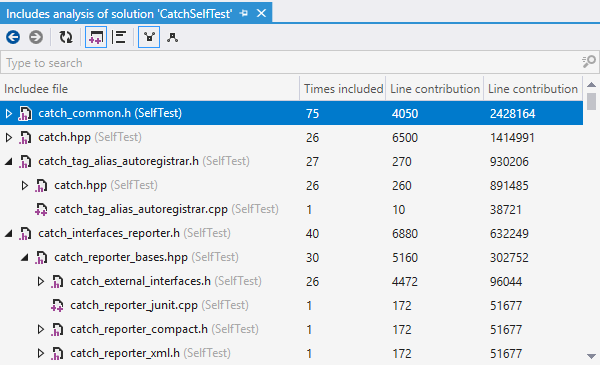 Includes analysis of solution 'CatchSelfTest'
Type to search
Includee file Times included Line contribution Line contribution
catch_common.h (SelfTest) 75 4050 2428164
catch.hpp (SelfTest) 26 6500 1414991
catch_tag_alias_autoregistrar.h (SelfTest) 27 270 930206
catch.hpp (SelfTest) 26 260 891485
catch_tag_alias_autoregistrar.cpp (SelfTest) 1 10 38721
catch_interfaces_reporter.h (SelfTest) 40 6880 632249
catch_reporter_bases.hpp (SelfTest) 30 5160 302752
catch_external_interfaces.h (SelfTest) 26 4472 96044
catch_reporter_junit.cpp (SelfTest) 1 172 51677
catch_reporter_compact.h (SelfTest) 1 172 51677
catch_reporter_xml.h (SelfTest) 1 172 51677